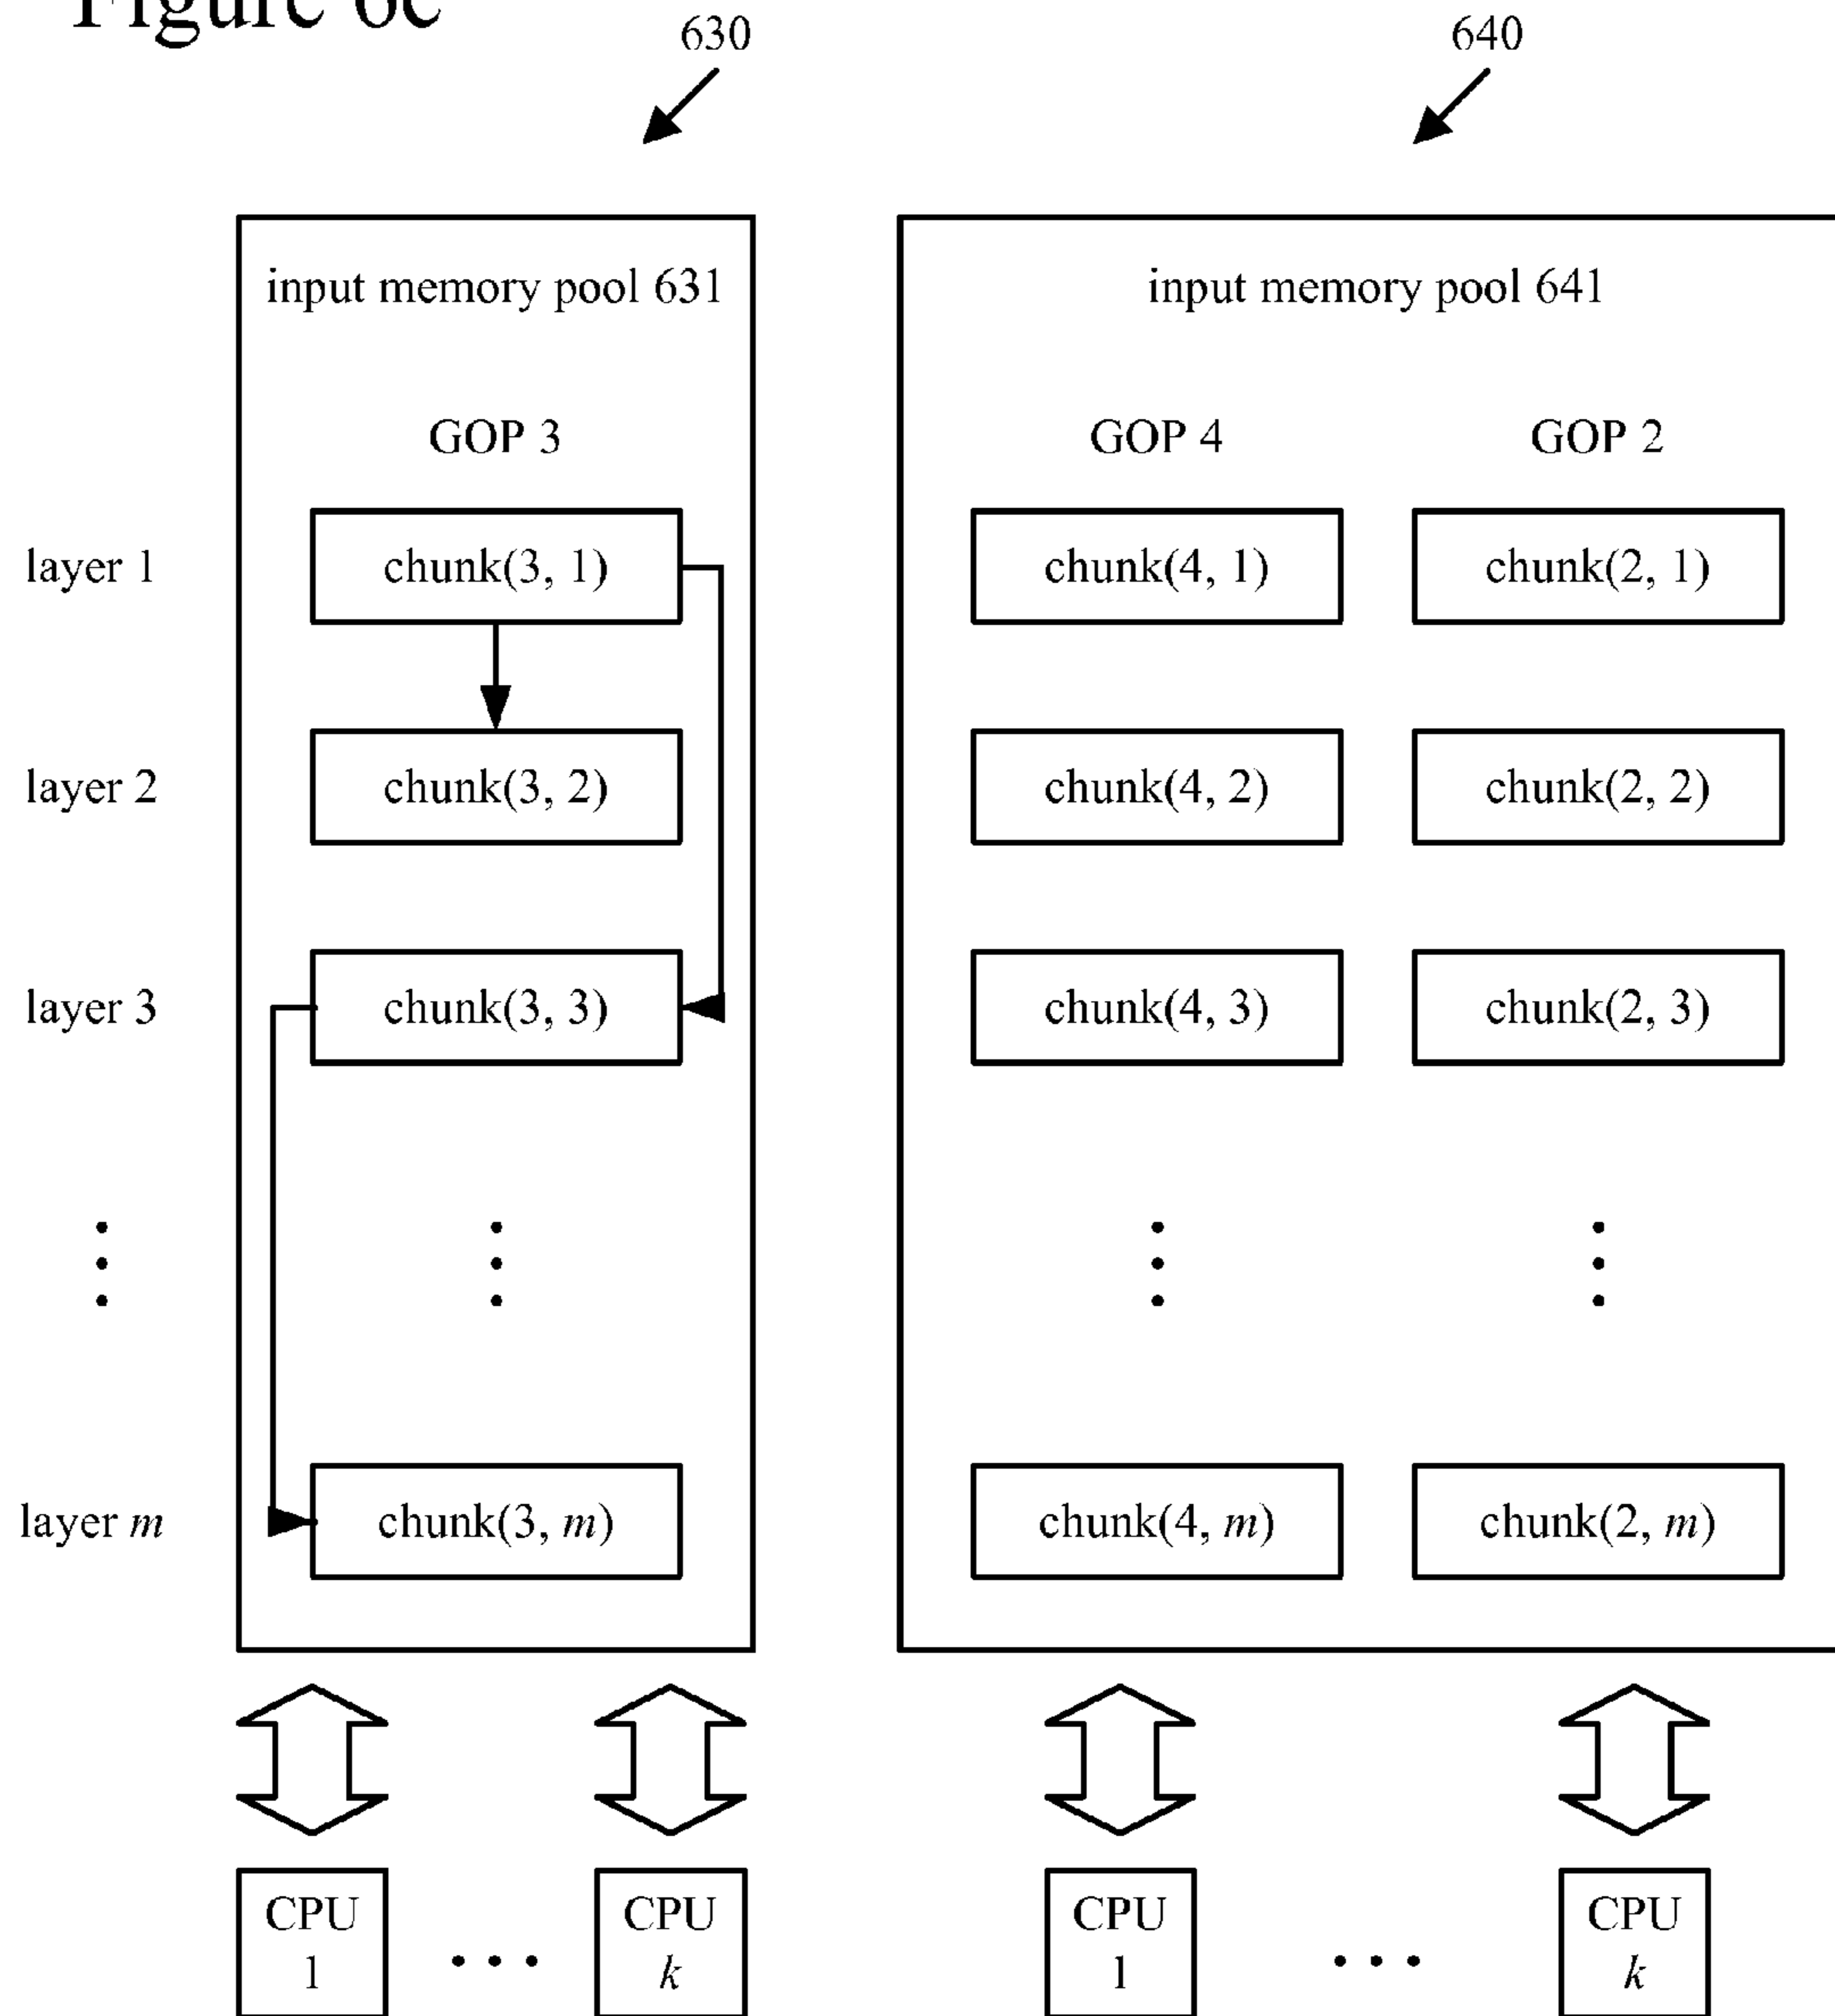 Figure 6c
630
640
input memory pool 631
input memory pool 641
GOP 3
GOP 4
GOP 2
layer 1
chunk(3, 1)
chunk(4, 1)
chunk(2, 1)
layer 2
chunk(3, 2)
chunk(4, 2)
chunk(2, 2)
layer 3
chunk(3, 3)
chunk(4, 3)
chunk(2, 3)
layer m
chunk(3, m)
chunk(4, m)
chunk(2, m)
CPU
1
CPU
k
CPU
1
CPU
k